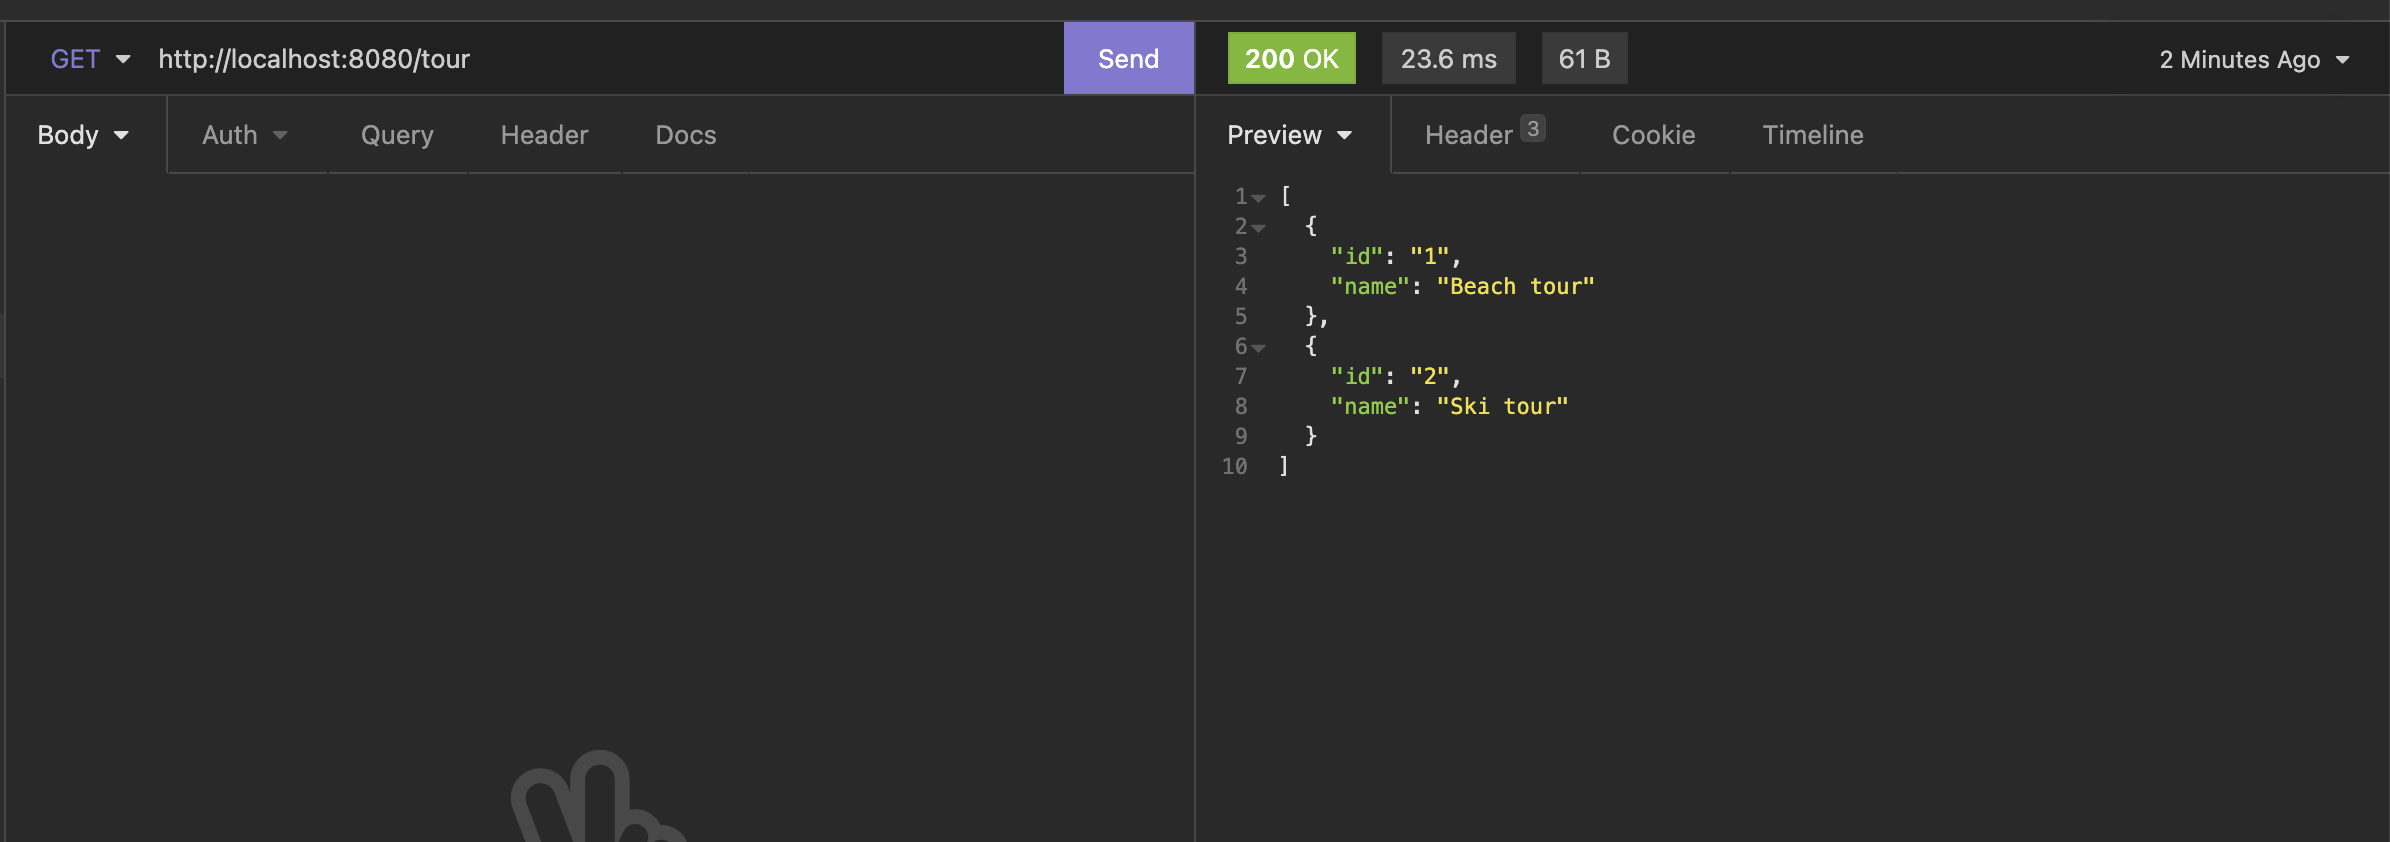 GET http://localhost:8080/tour Send 200 OK 23.6 ms 61 B 2 Minutes Ago
Body Auth Query Header Docs Preview Header 3 Cookie Timeline
1 [
2 {
3 "id": "1",
4 "name": "Beach tour"
5 },
6 {
7 "id": "2",
8 "name": "Ski tour"
9 }
10 ]